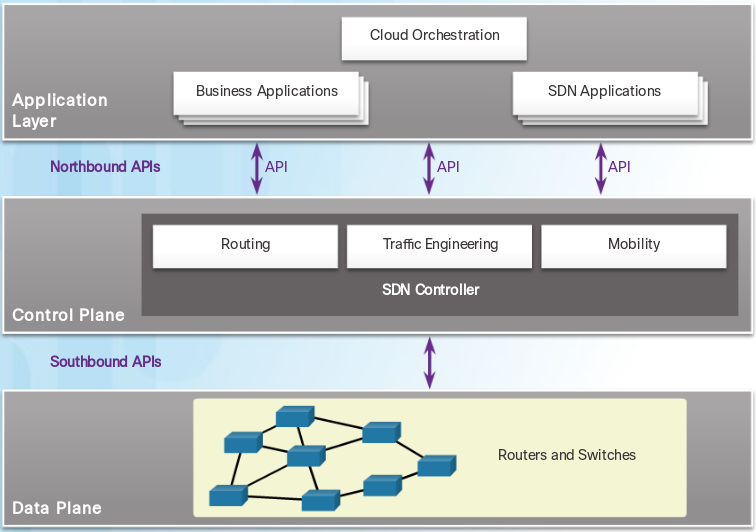 Cloud Orchestration
Business Applications
SDN Applications
Application
Layer
Northbound APIs
API
API
API
Routing
Traffic Engineering
Mobility
SDN Controller
Control Plane
Southbound APIs
Routers and Switches
Data Plane